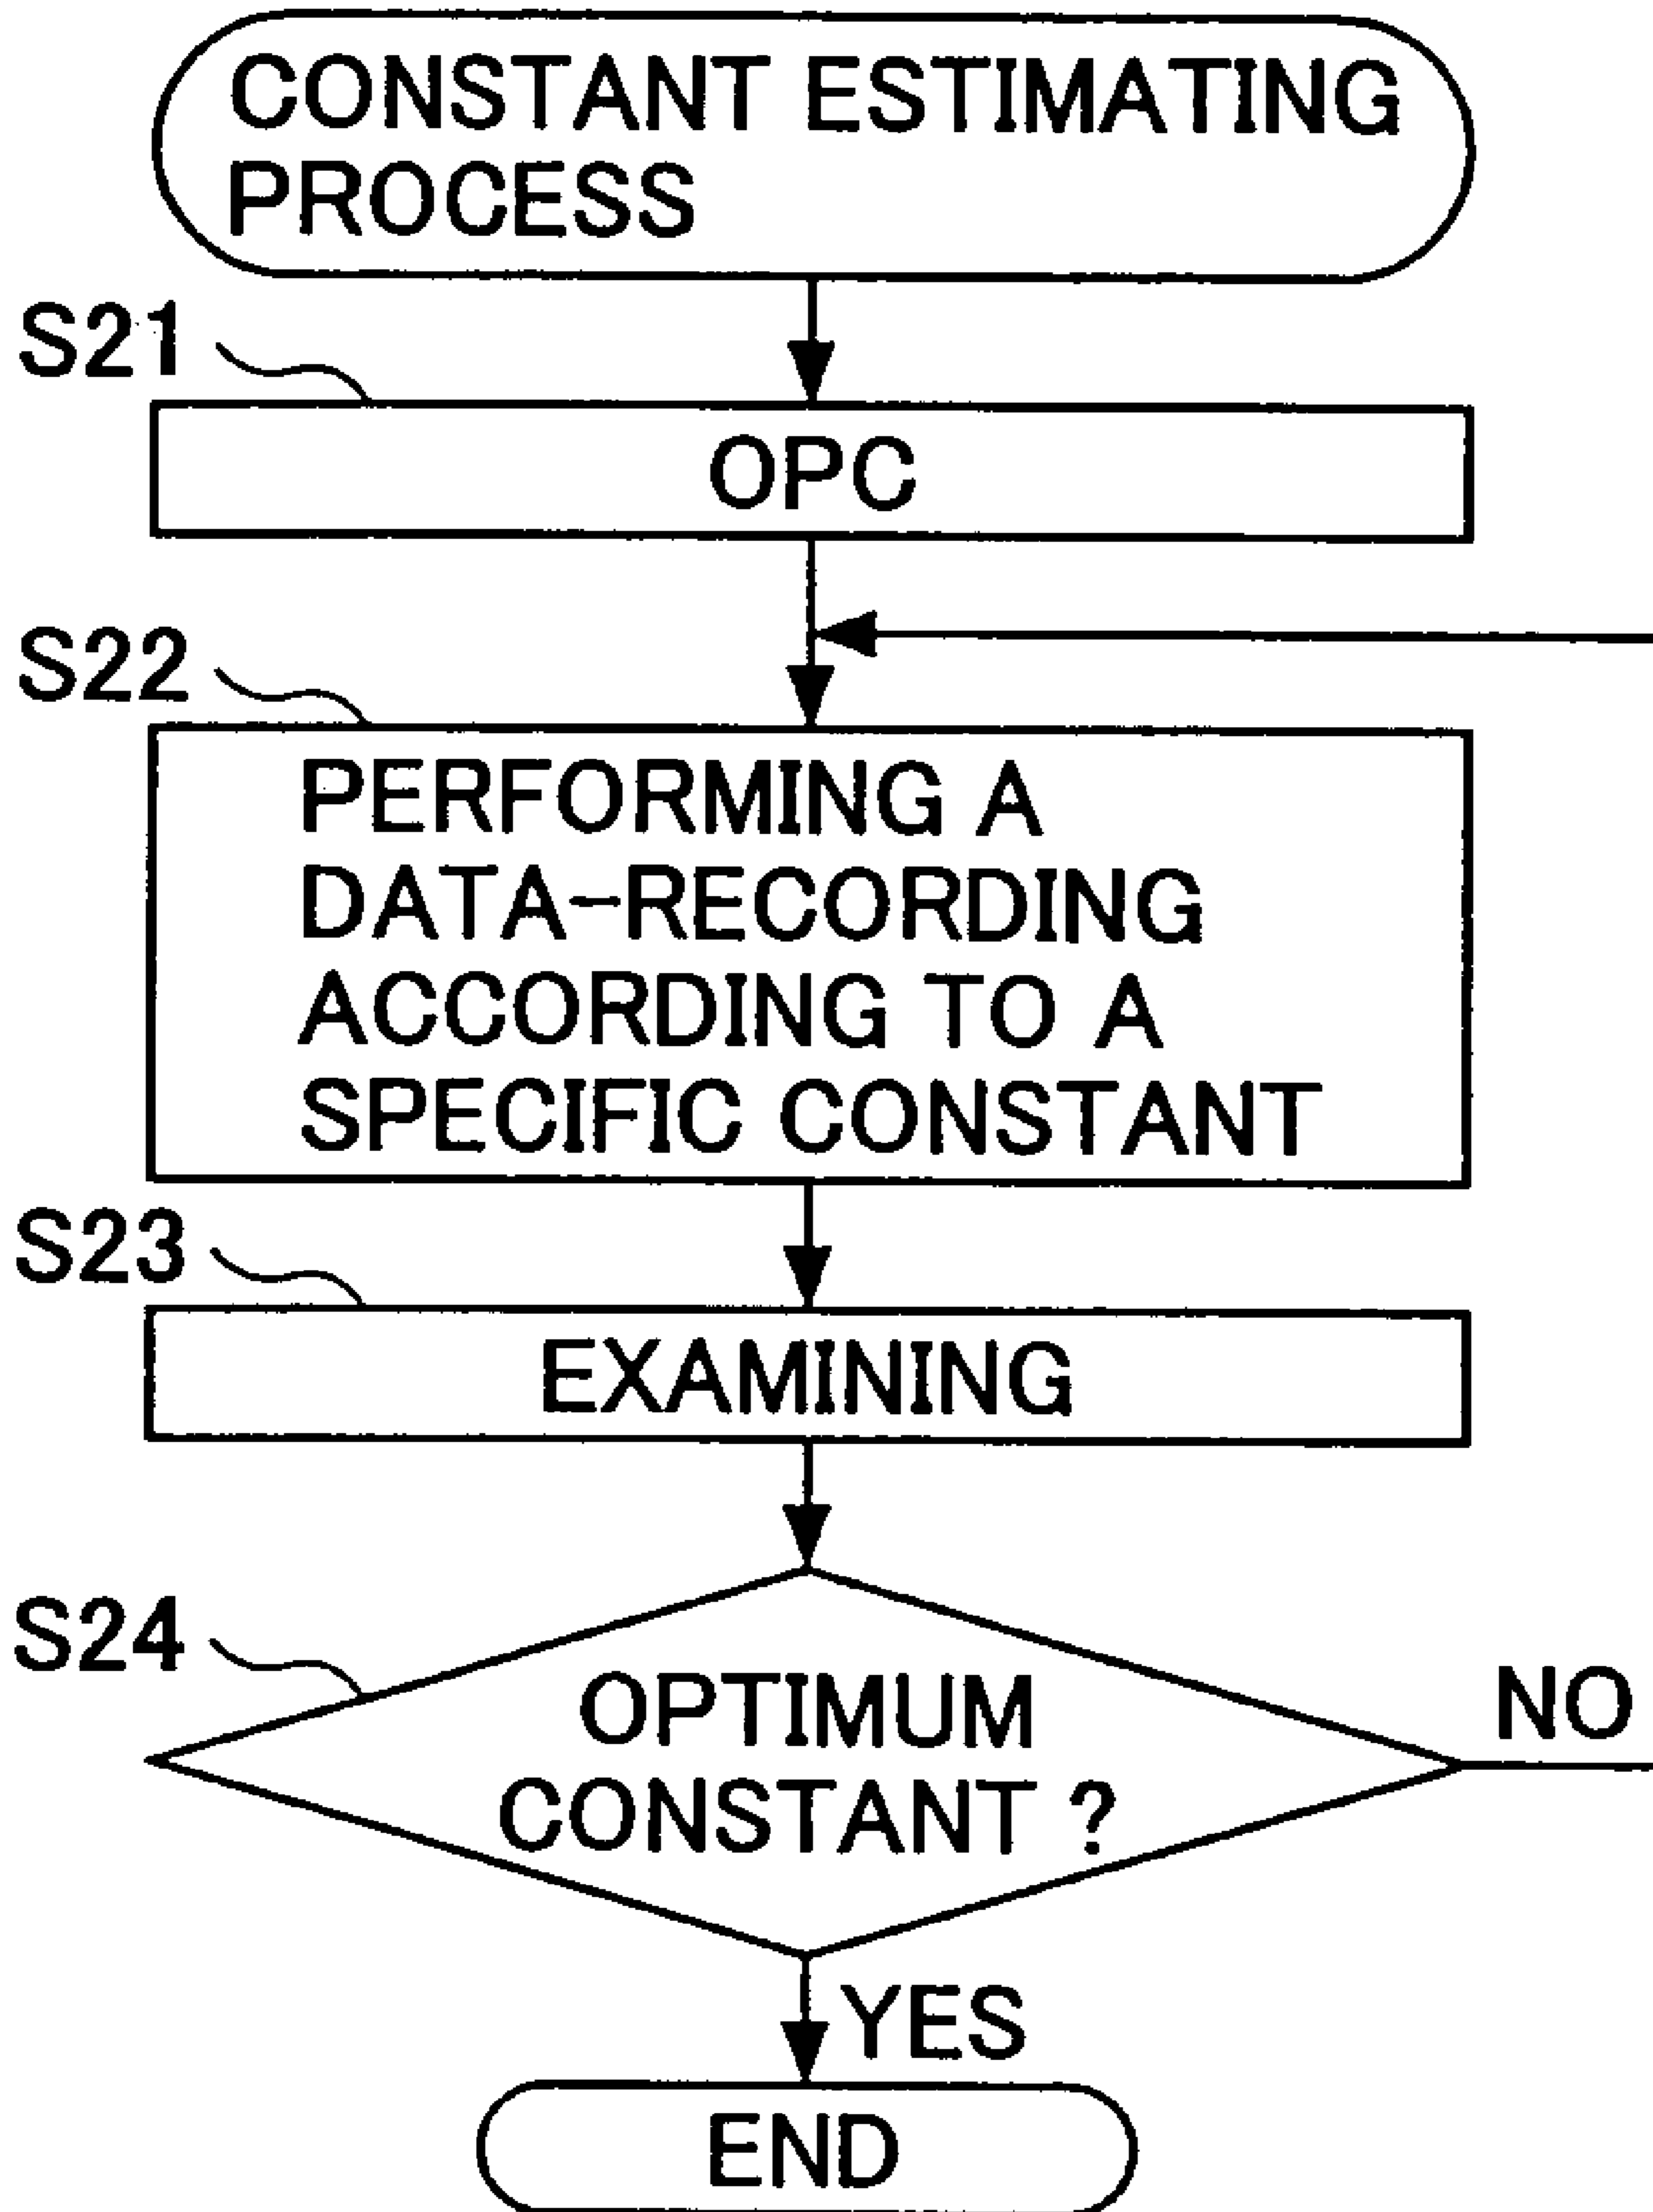 CONSTANT ESTIMATING
PROCESS
S21
OPC
S22
PERFORMING A
DATA-RECORDING
ACCORDING TO A
SPECIFIC CONSTANT
S23
EXAMINING
S24
OPTIMUM
CONSTANT ?
NO
YES
END